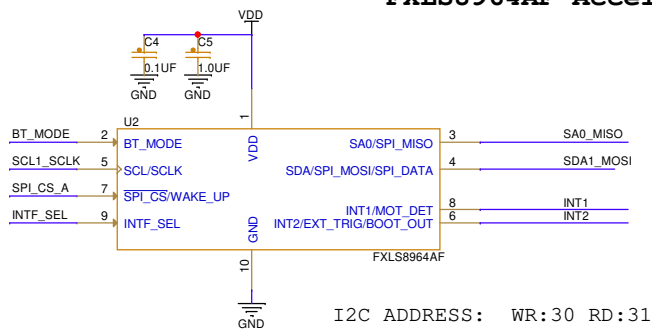 FXLS8964AF Accel
VDD
C4 C5
0.1UF 1.0UF
GND GND
U2
1
BT_MODE 2 BT_MODE VDD SA0/SPI_MISO 3 SA0_MISO
SCL1_SCLK 5 SCL/SCLK SDA/SPI_MOSI/SPI_DATA 4 SDA1_MOSI
SPI_CS_A 7 SPI_CS/WAKE_UP
INT1/MOT_DET 8 INT1
INTF_SEL 9 INTF_SEL GND INT2/EXT_TRIG/BOOT_OUT 6 INT2
FXLS8964AF
10
GND
I2C ADDRESS: WR:30 RD:31